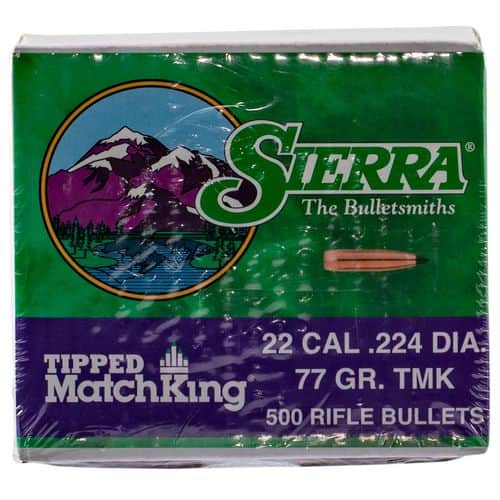 SIERRA®
The Bulletsmiths
22 CAL .224 DIA.
TIPPED
MatchKing®
77 GR. TMK
500 RIFLE BULLETS